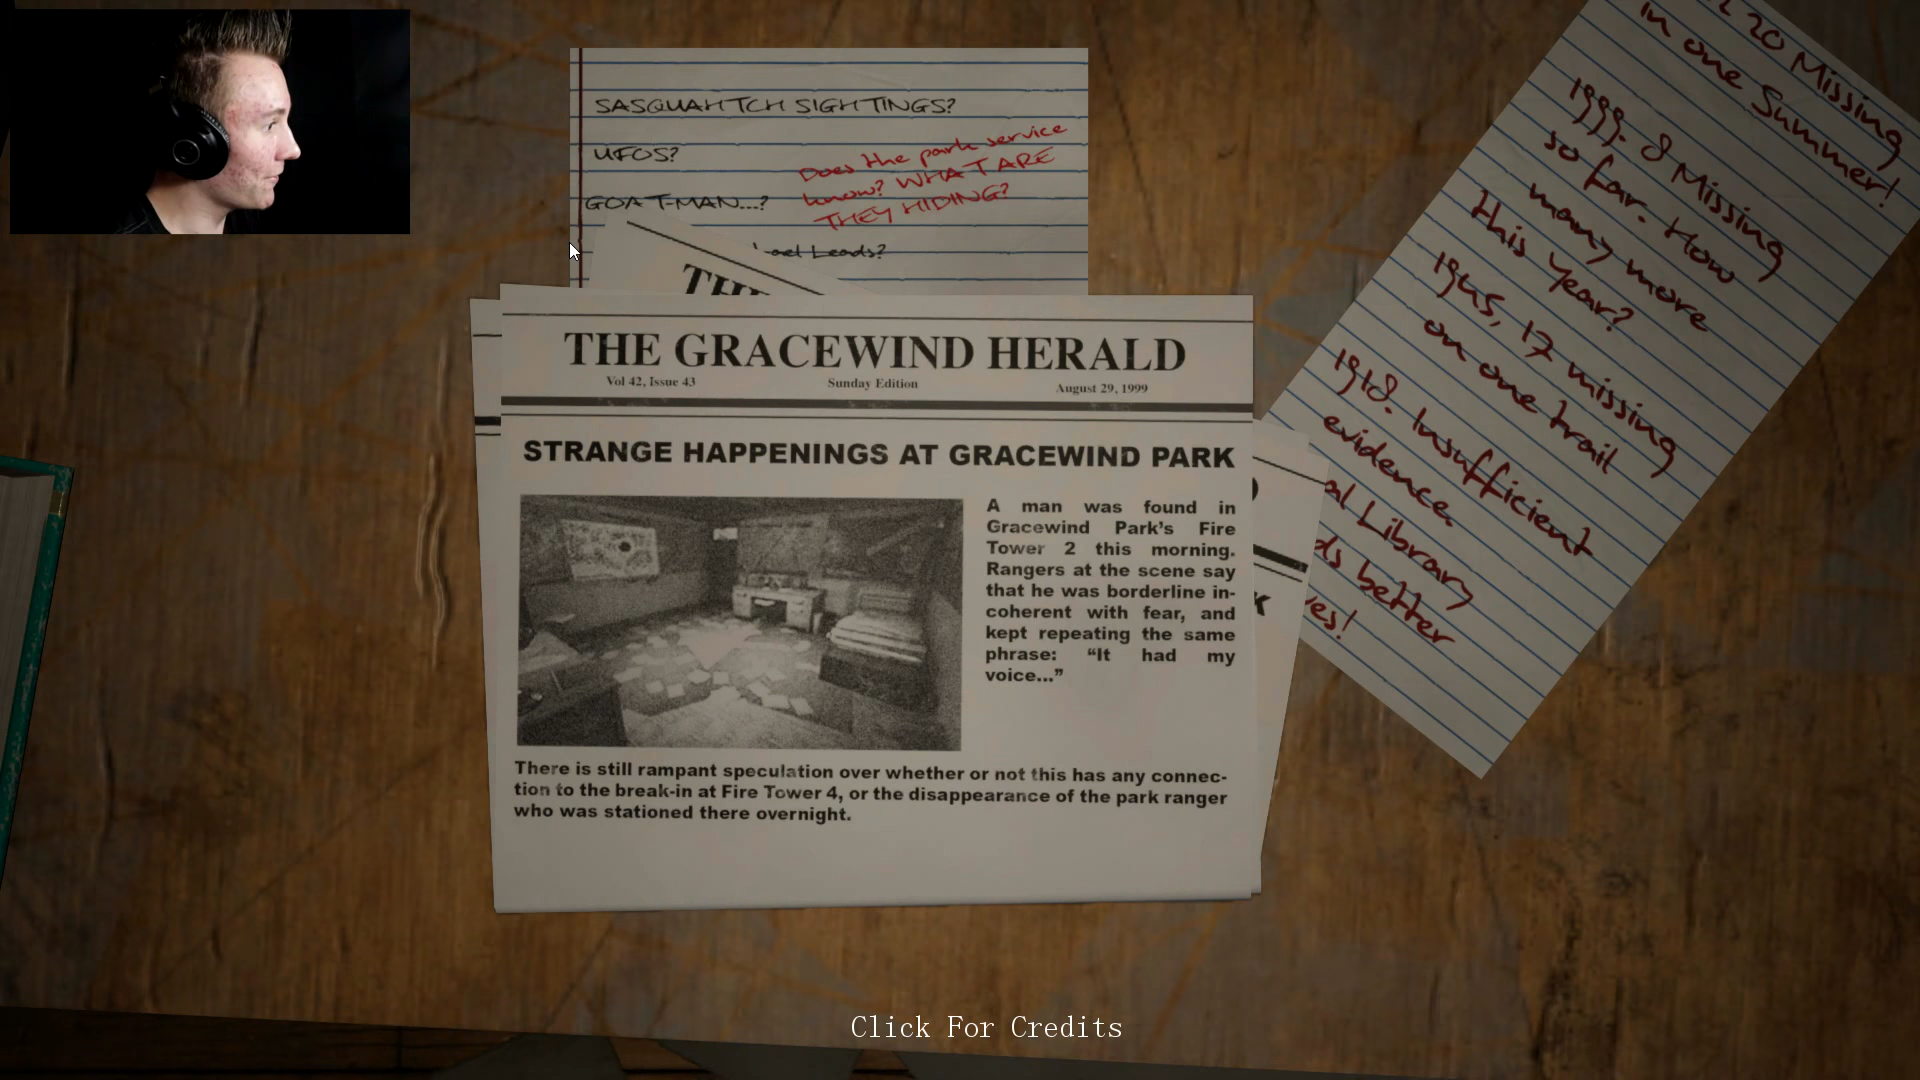 SASQUAHTCH SIGHTINGS?
UFOS?
GOATMAN...?
Does the park service
know? WHAT ARE
THEY HIDING?
Leads?
20 Missing
in one Summer!
1999. 8 Missing
so far. How
many more
this year?
1945, 17 missing
on one trail
1918. Insufficient
evidence.
Library
better
THE GRACEWIND HERALD
Vol 42, Issue 43 Sunday Edition August 29, 1999
STRANGE HAPPENINGS AT GRACEWIND PARK
A man was found in
Gracewind Park's Fire
Tower 2 this morning.
Rangers at the scene say
that he was borderline in-
coherent with fear, and
kept repeating the same
phrase: “It had my
voice...”
There is still rampant speculation over whether or not this has any connec-
tion to the break-in at Fire Tower 4, or the disappearance of the park ranger
who was stationed there overnight.
Click For Credits